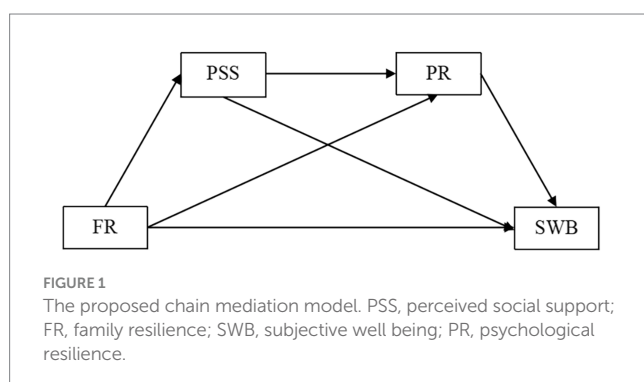 PSS
PR
FR
SWB
FIGURE 1
The proposed chain mediation model. PSS, perceived social support;
FR, family resilience; SWB, subjective well being; PR, psychological
resilience.